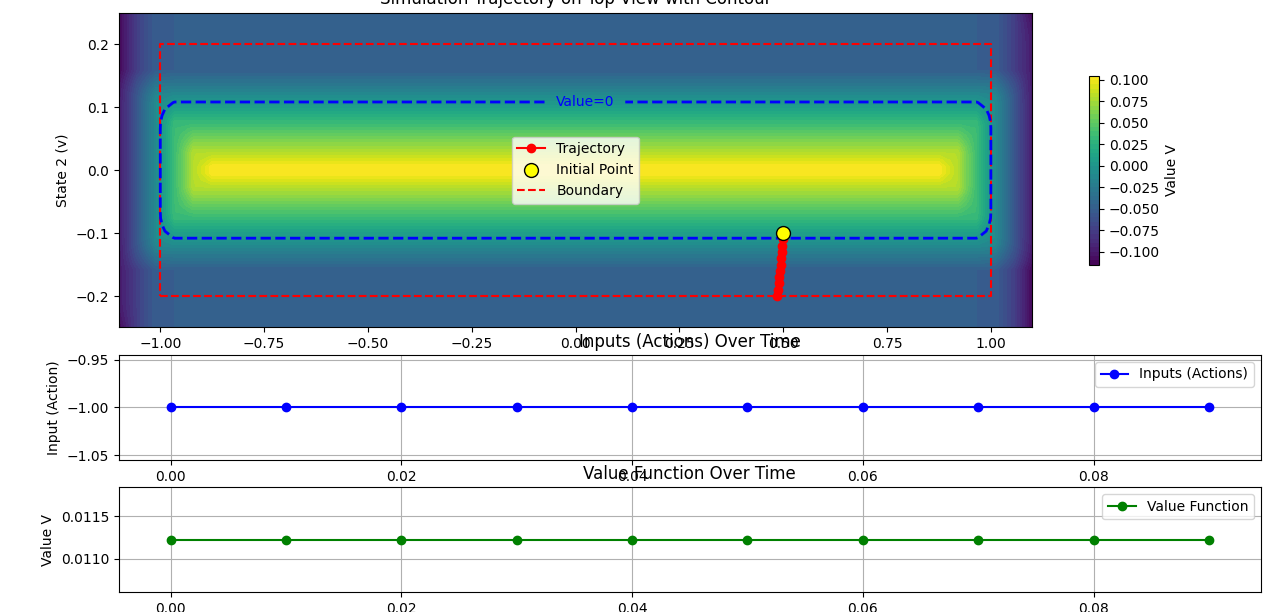 Simulation Trajectory on Top View with Contour
0.2
0.1
0.0
−0.1
−0.2
State 2 (v)
Value=0
Trajectory
Initial Point
Boundary
−1.00 −0.75 −0.50 −0.25 0.00 0.25 0.50 0.75 1.00
0.100
0.075
0.050
0.025
0.000
−0.025
−0.050
−0.075
−0.100
Value V
Inputs (Actions) Over Time
−0.95
−1.00
−1.05
Input (Action)
Inputs (Actions)
0.00 0.02 0.04 0.06 0.08
Value Function Over Time
0.0115
0.0110
Value V
Value Function
0.00 0.02 0.04 0.06 0.08